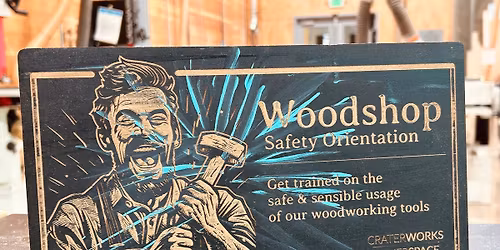 Woodshop
Safety Orientation
Get trained on the
safe & sensible usage
of our woodworking tools
CRATERWORKS